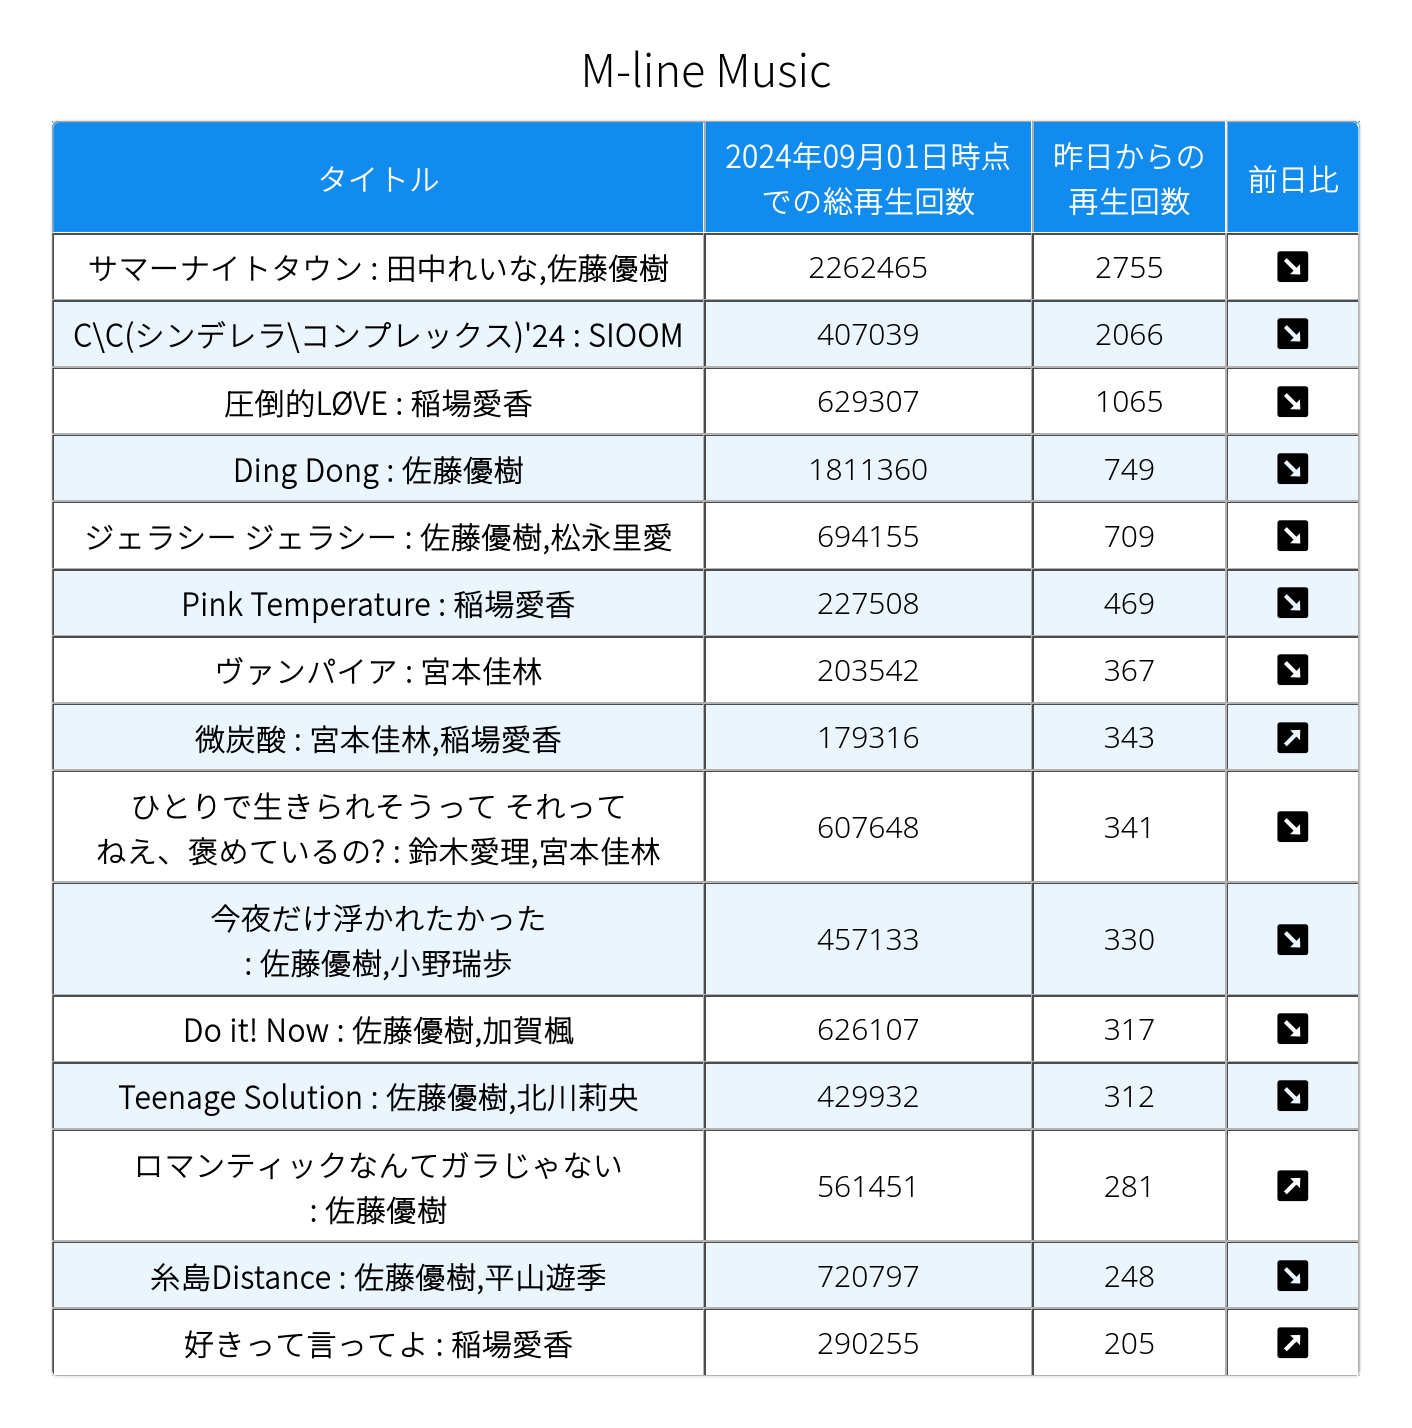 M-line Music
タイトル
2024年09月01日時点
での総再生回数
昨日からの
再生回数
前日比
サマーナイトタウン : 田中れいな,佐藤優樹 2262465 2755
C\C(シンデレラ\コンプレックス)'24 : SIOOM 407039 2066
圧倒的LØVE : 稲場愛香 629307 1065
Ding Dong : 佐藤優樹 1811360 749
ジェラシー ジェラシー : 佐藤優樹,松永里愛 694155 709
Pink Temperature : 稲場愛香 227508 469
ヴァンパイア : 宮本佳林 203542 367
微炭酸 : 宮本佳林,稲場愛香 179316 343
ひとりで生きられそうって それって
ねえ、褒めているの? : 鈴木愛理,宮本佳林
607648 341
今夜だけ浮かれたかった
: 佐藤優樹,小野瑞歩
457133 330
Do it! Now : 佐藤優樹,加賀楓 626107 317
Teenage Solution : 佐藤優樹,北川莉央 429932 312
ロマンティックなんてガラじゃない
: 佐藤優樹
561451 281
糸島Distance : 佐藤優樹,平山遊季 720797 248
好きって言ってよ : 稲場愛香 290255 205